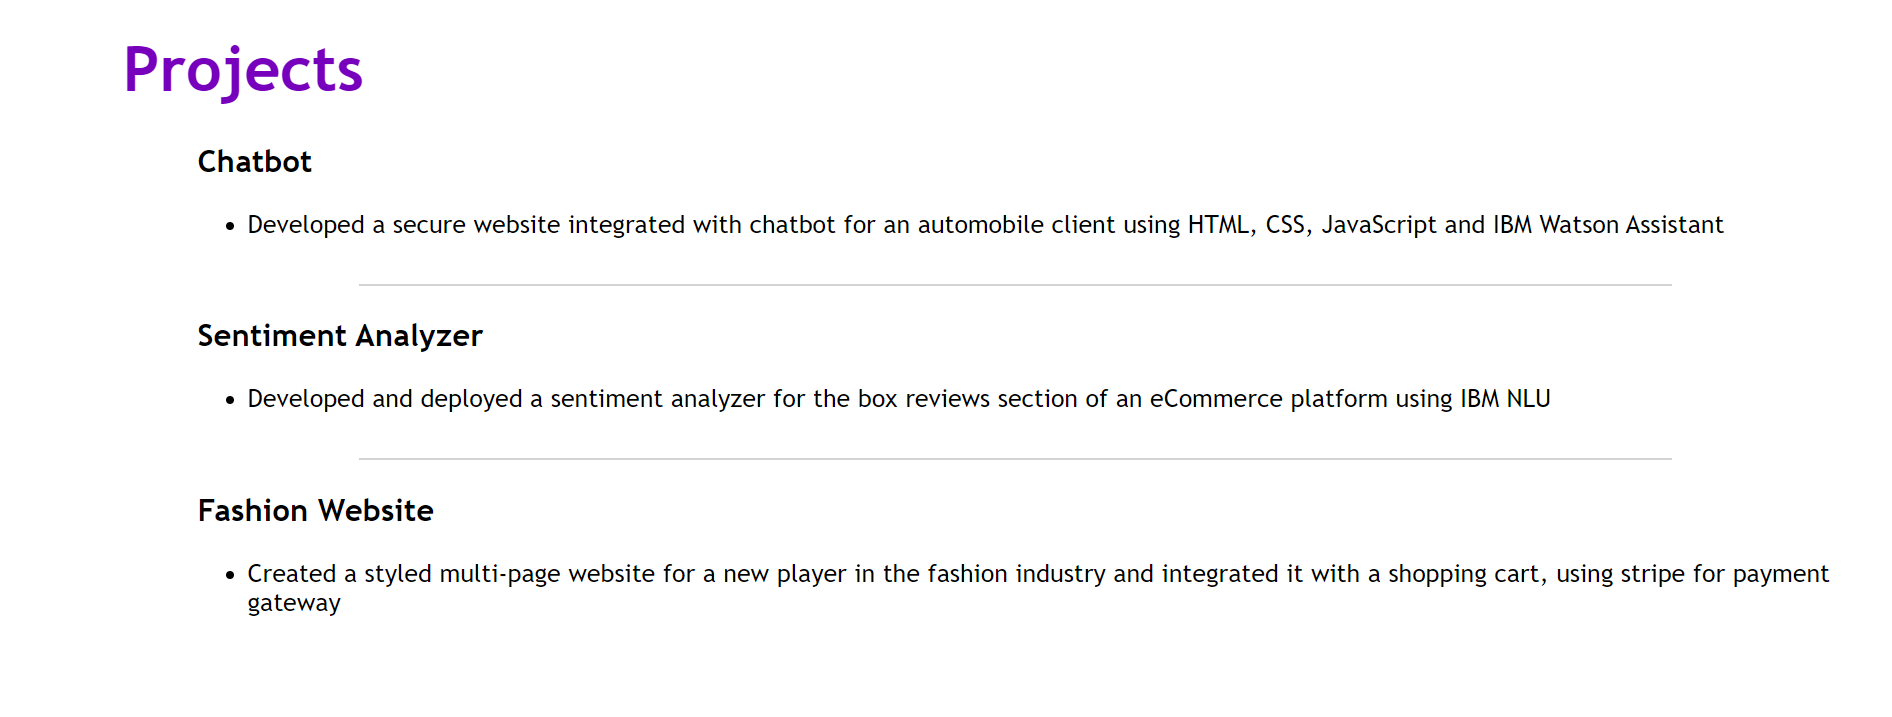 Projects
Chatbot
• Developed a secure website integrated with chatbot for an automobile client using HTML, CSS, JavaScript and IBM Watson Assistant
Sentiment Analyzer
• Developed and deployed a sentiment analyzer for the box reviews section of an eCommerce platform using IBM NLU
Fashion Website
• Created a styled multi-page website for a new player in the fashion industry and integrated it with a shopping cart, using stripe for payment
gateway